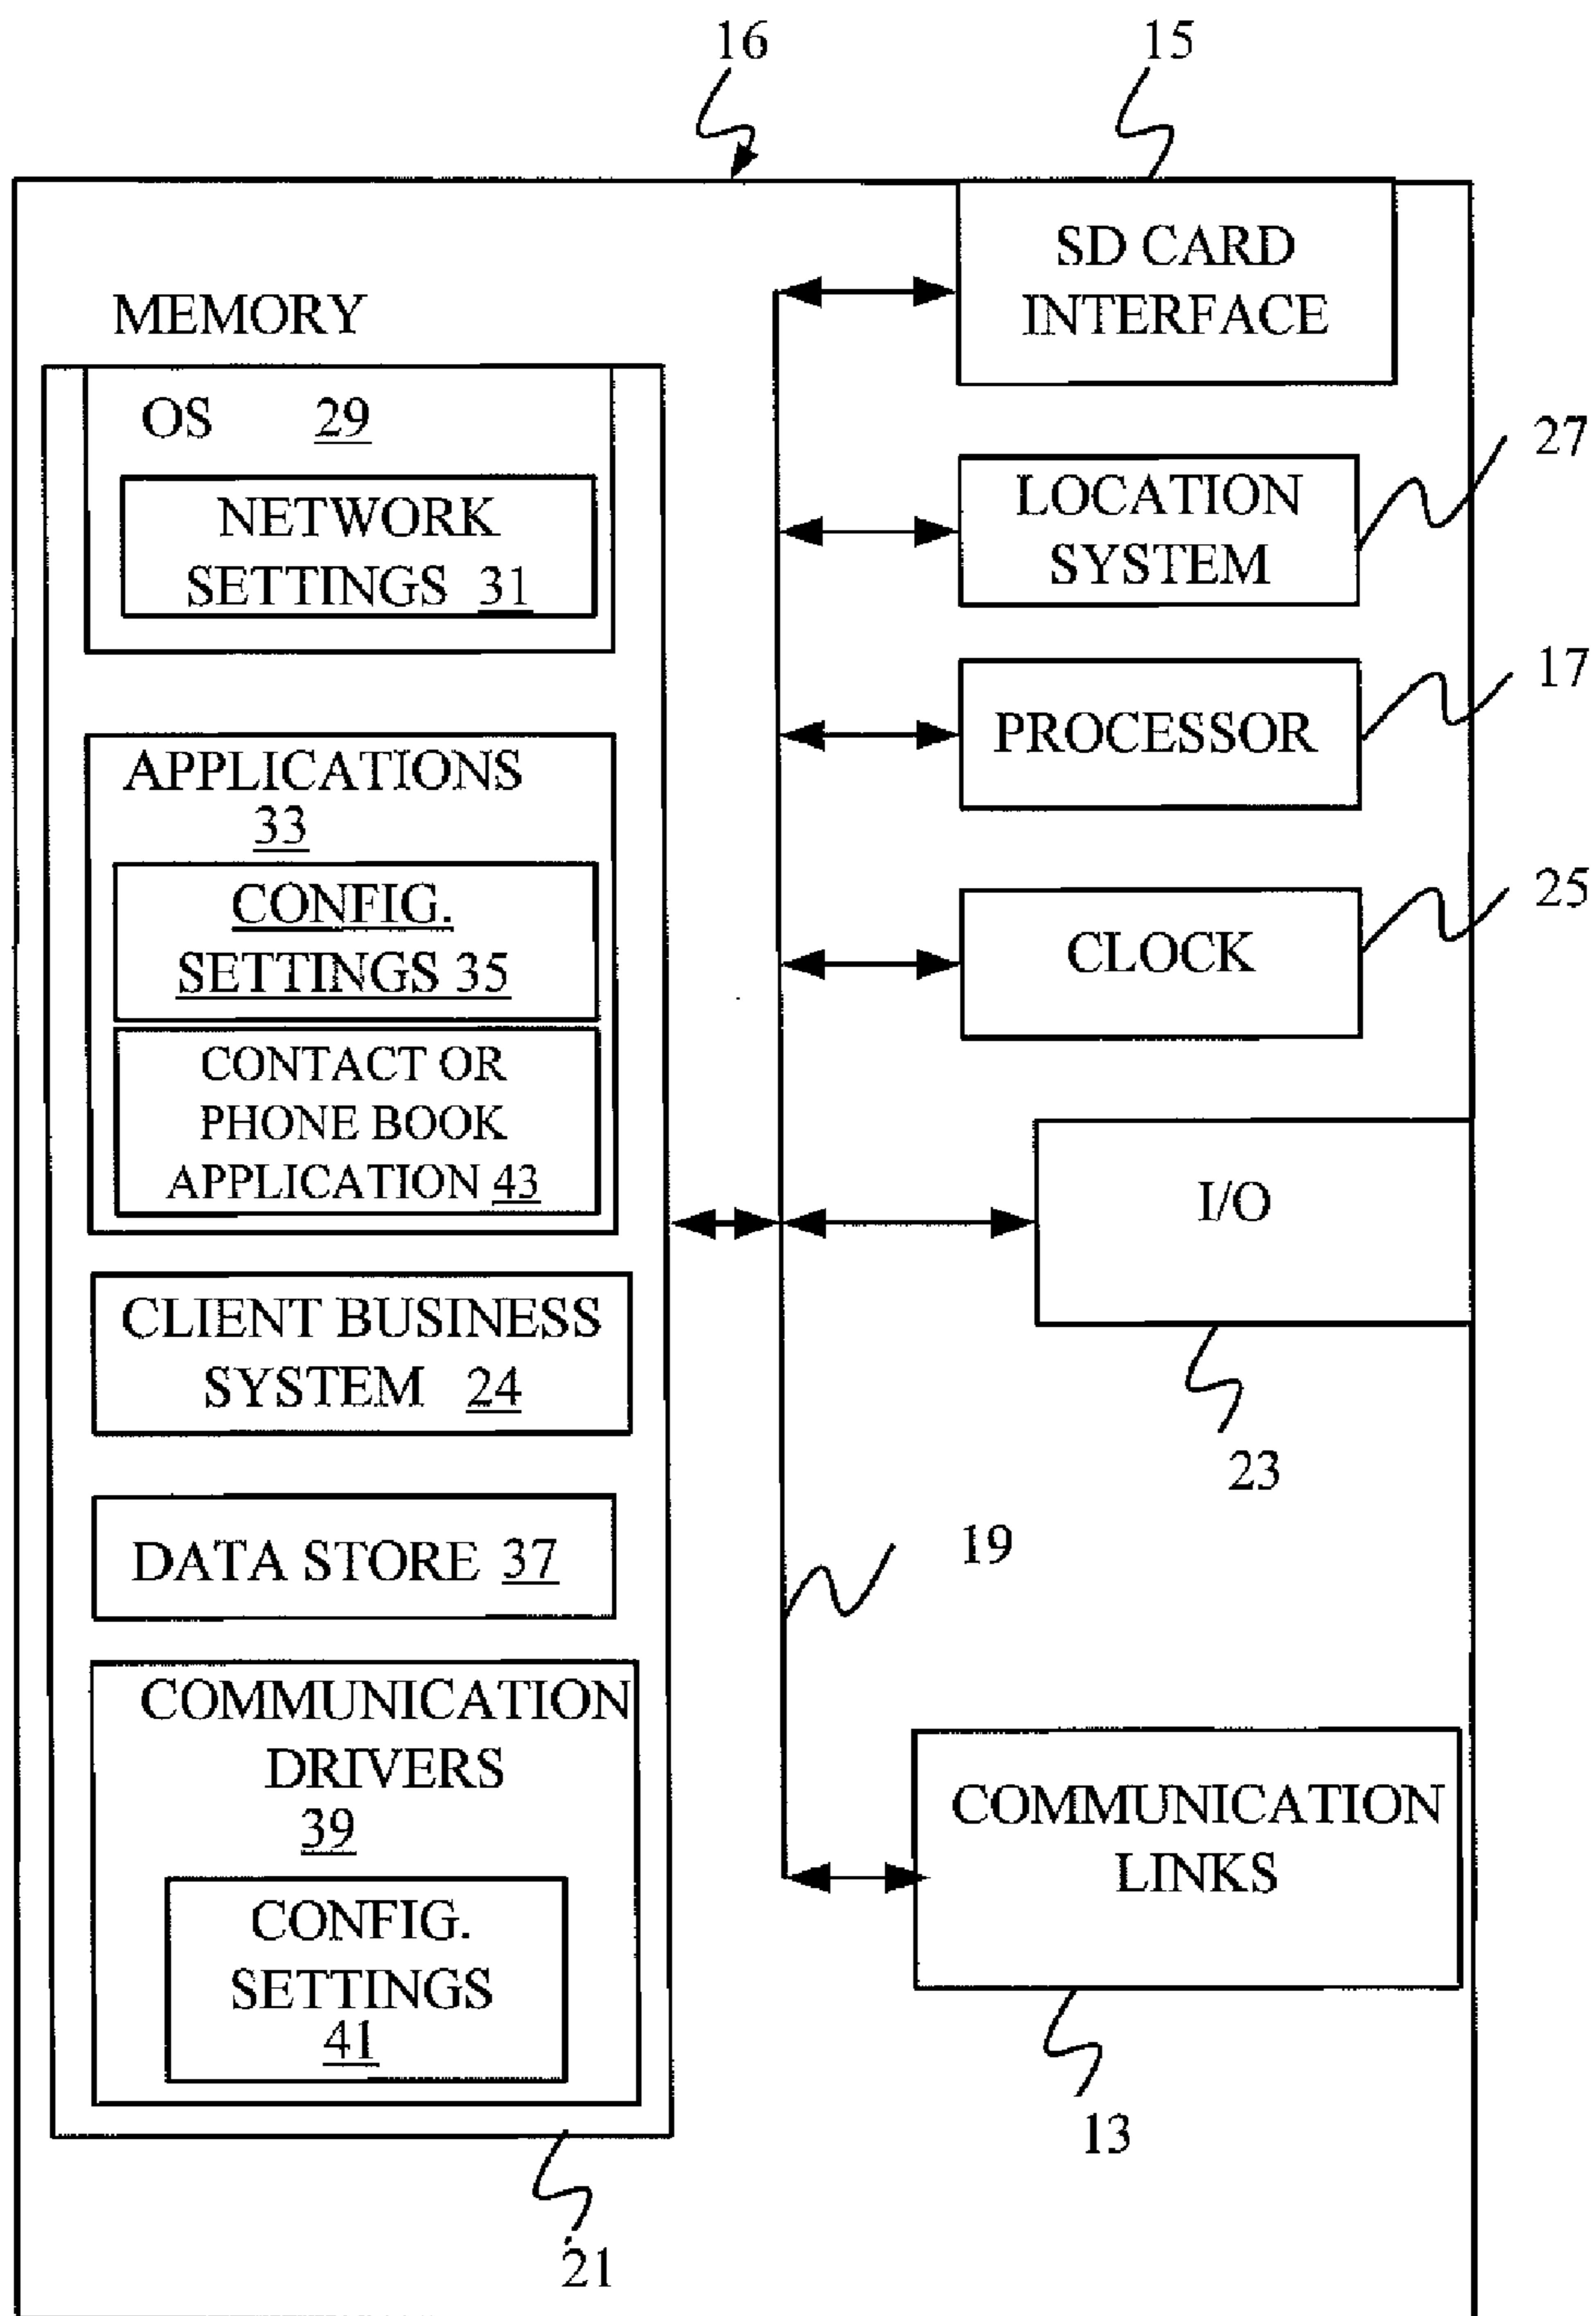 16
15
SD CARD
INTERFACE
MEMORY
OS 29
NETWORK
SETTINGS 31
27
LOCATION
SYSTEM
17
PROCESSOR
APPLICATIONS
33
CONFIG.
SETTINGS 35
25
CLOCK
CONTACT OR
PHONE BOOK
APPLICATION 43
I/O
CLIENT BUSINESS
SYSTEM 24
23
DATA STORE 37
19
COMMUNICATION
DRIVERS
39
CONFIG.
SETTINGS
41
COMMUNICATION
LINKS
13
21